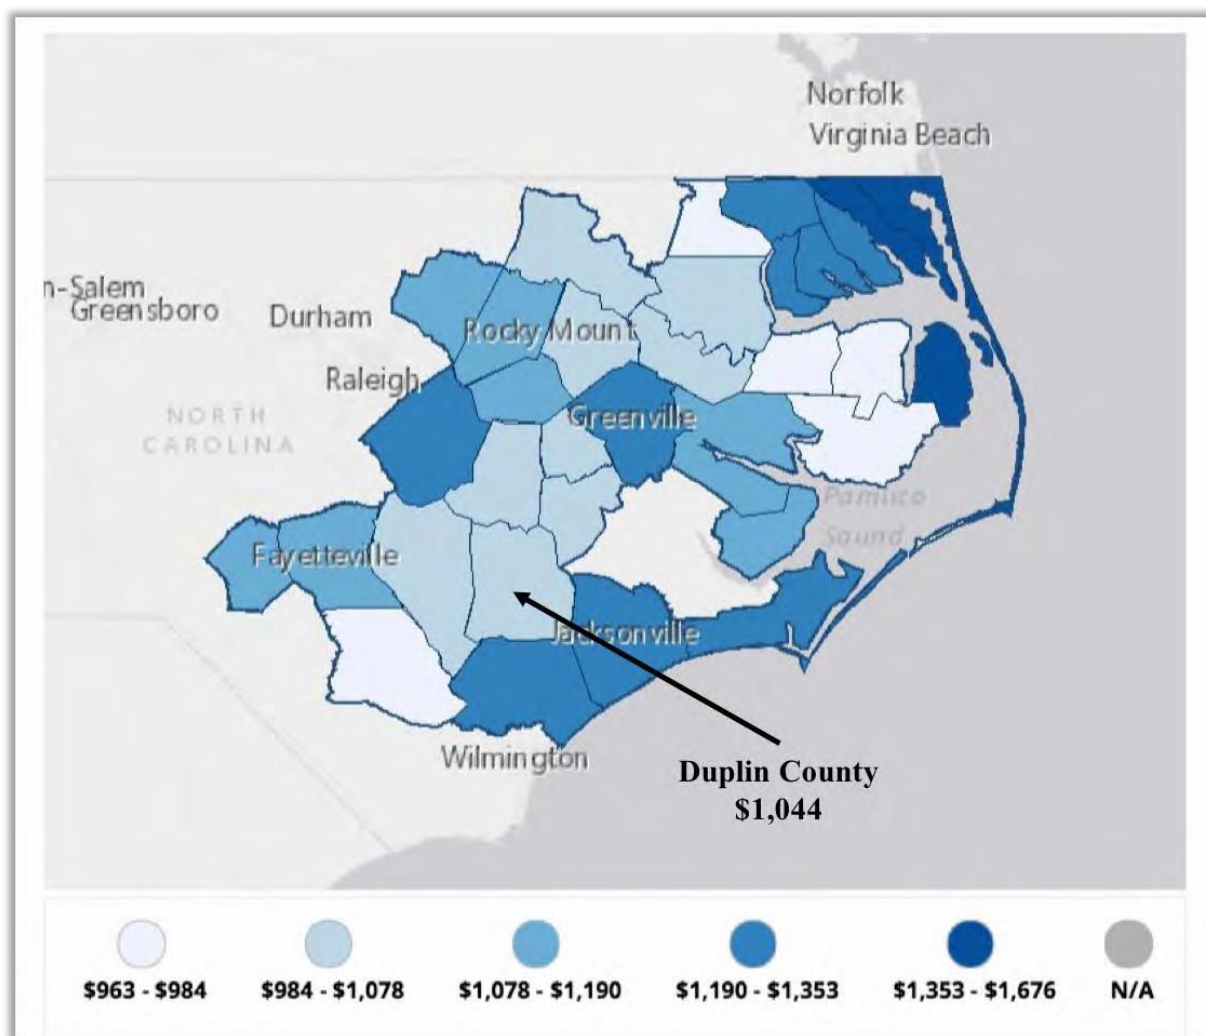 Norfolk
Virginia Beach
n-Salem
Greensboro
Durham
Rocky Mount
Raleigh
NORTH
CAROLINA
Greenville
Pamlico
Sound
Fayetteville
Jacksonville
Wilmington
Duplin County
$1,044
$963 - $984
$984 - $1,078
$1,078 - $1,190
$1,190 - $1,353
$1,353 - $1,676
N/A